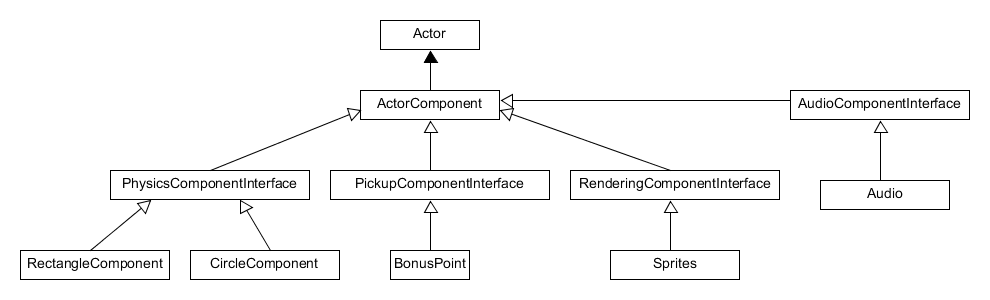 Actor
ActorComponent
AudioComponentInterface
PhysicsComponentInterface
PickupComponentInterface
RenderingComponentInterface
Audio
RectangleComponent
CircleComponent
BonusPoint
Sprites